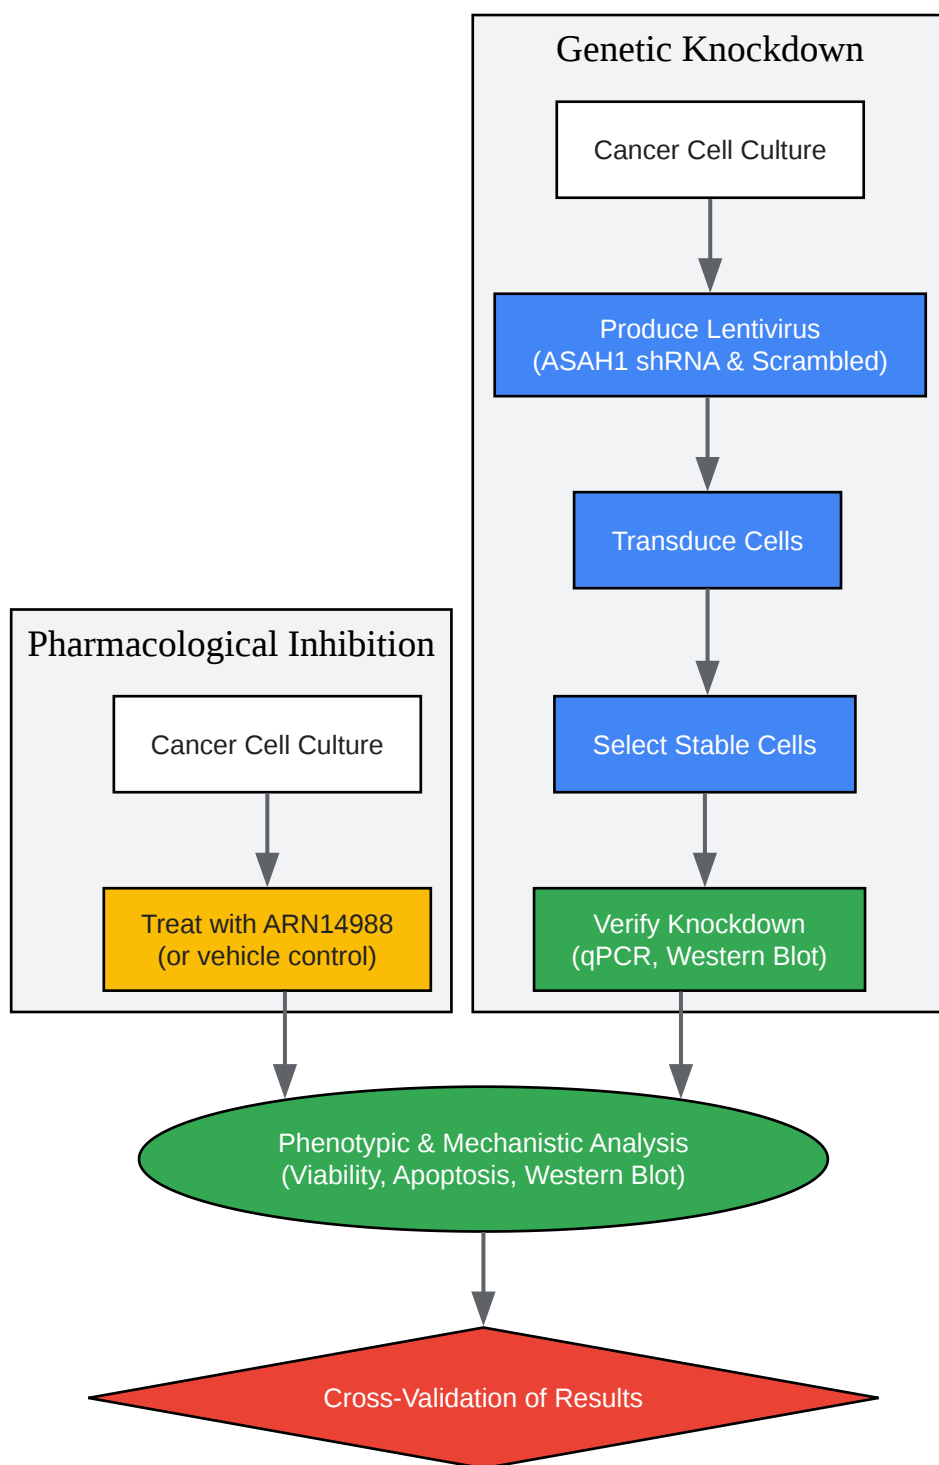 Genetic Knockdown
Cancer Cell Culture
Produce Lentivirus
(ASAH1 shRNA & Scrambled)
Transduce Cells
Select Stable Cells
Verify Knockdown
(qPCR, Western Blot)
Pharmacological Inhibition
Cancer Cell Culture
Treat with ARN14988
(or vehicle control)
Phenotypic & Mechanistic Analysis
(Viability, Apoptosis, Western Blot)
Cross-Validation of Results